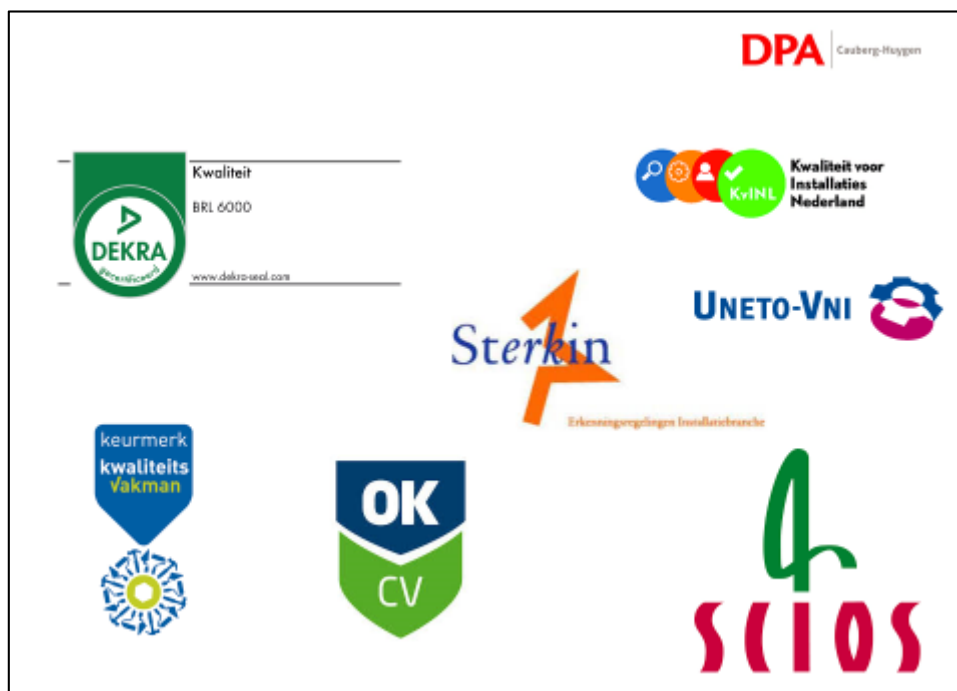 DPA Cauberg-Huygen
Kwaliteit
BRL 6000
DEKRA
gecertificeerd
www.dekra-seal.com
KvINL
Kwaliteit voor
Installaties
Nederland
UNETO-VNI
Sterkin
Erkenningsregelingen Installatiebranche
keurmerk
kwaliteits
vakman
OK
CV
SCIOS